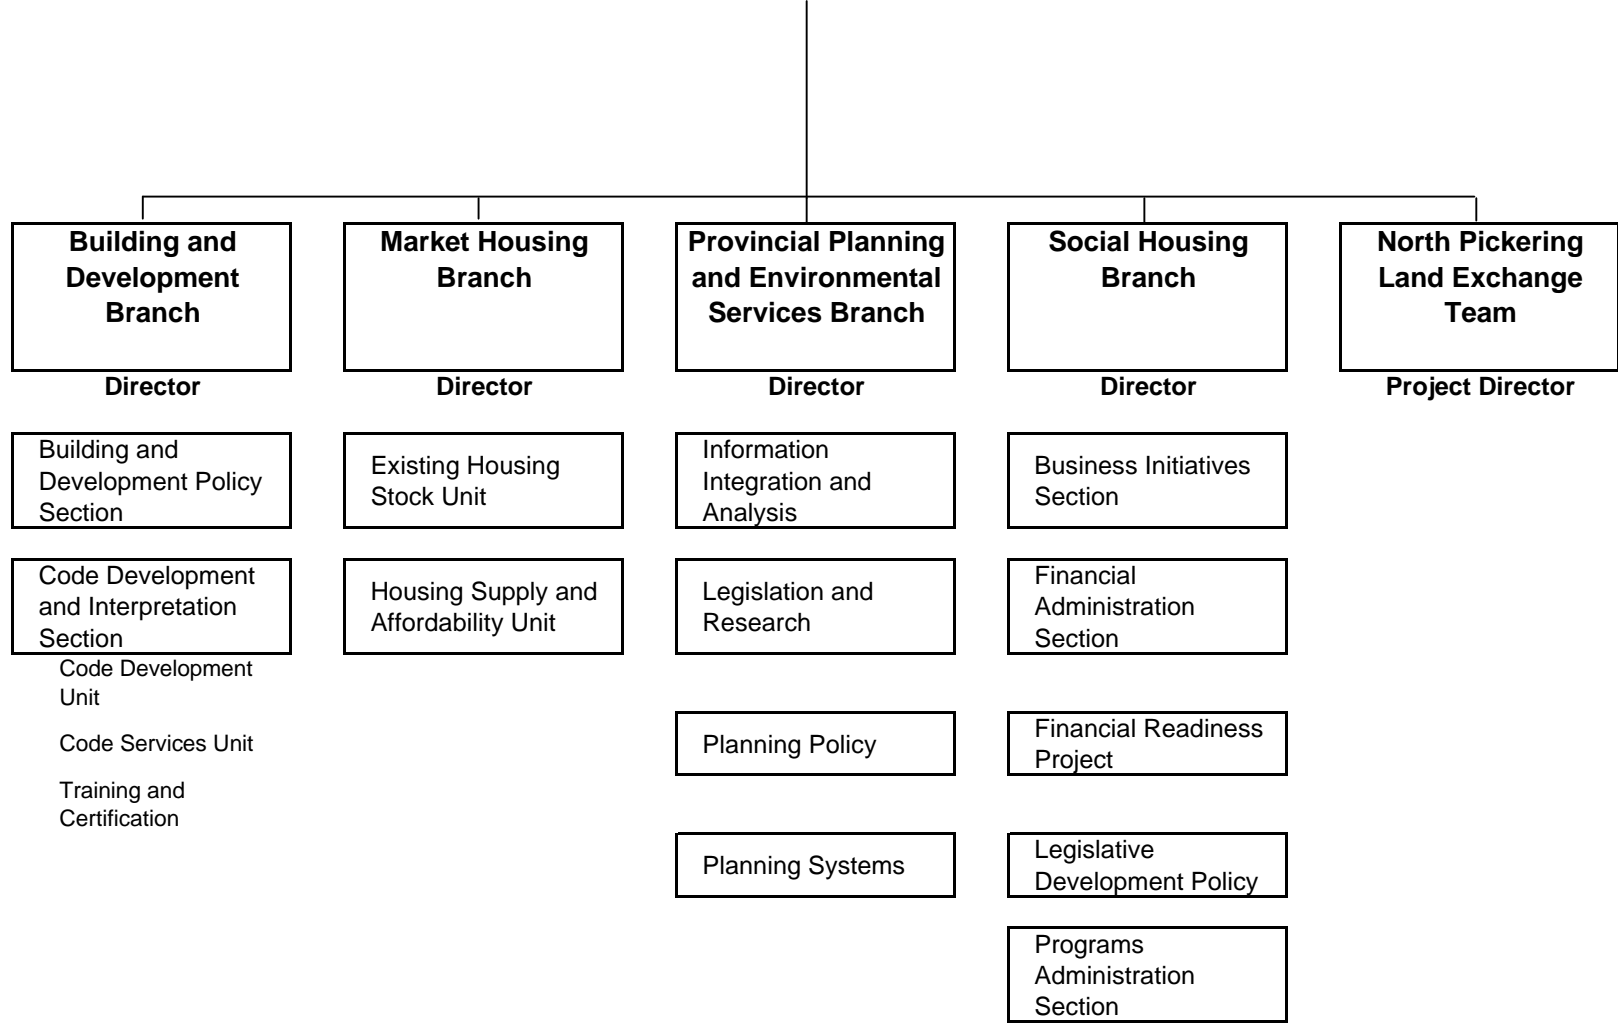 Building and
Development
Branch
Director
Building and
Development Policy
Section
Code Development
and Interpretation
Section
Code Development
Unit
Code Services Unit
Training and
Certification
Market Housing
Branch
Director
Existing Housing
Stock Unit
Housing Supply and
Affordability Unit
Provincial Planning
and Environmental
Services Branch
Director
Information
Integration and
Analysis
Legislation and
Research
Planning Policy
Planning Systems
Social Housing
Branch
Director
Business Initiatives
Section
Financial
Administration
Section
Financial Readiness
Project
Legislative
Development Policy
Programs
Administration
Section
North Pickering
Land Exchange
Team
Project Director